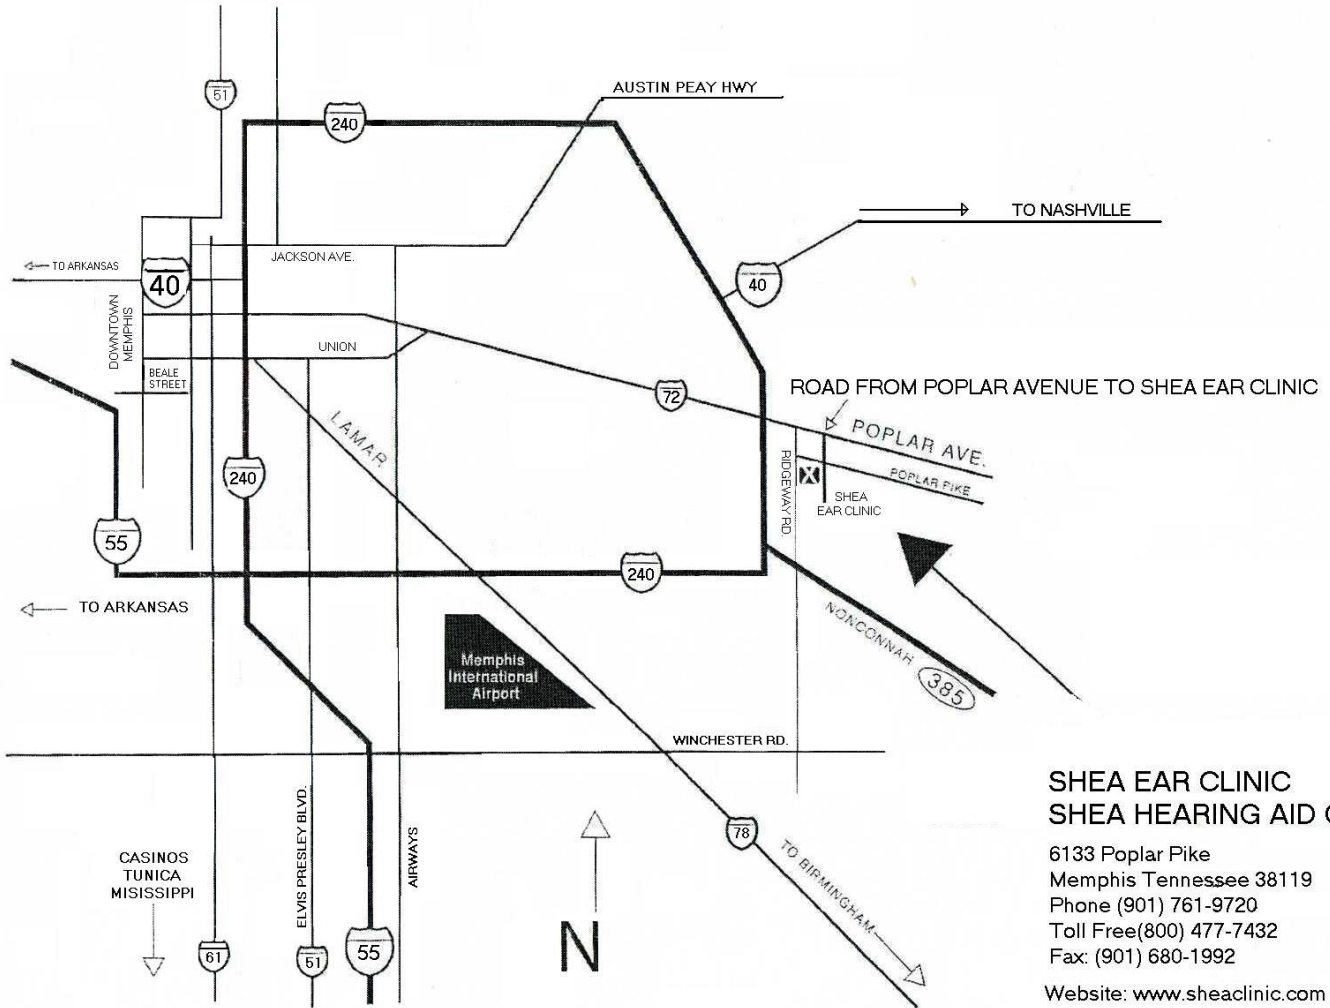 51
240
AUSTIN PEAY HWY
TO NASHVILLE
JACKSON AVE.
TO ARKANSAS
40
40
DOWNTOWN
MEMPHIS
UNION
BEALE
STREET
72
ROAD FROM POPLAR AVENUE TO SHEA EAR CLINIC
LAMAR
POPLAR AVE.
POPLAR PIKE
RIDGEWAY RD.
SHEA
EAR CLINIC
240
55
240
TO ARKANSAS
NONCONNAH
385
Memphis
International
Airport
WINCHESTER RD.
SHEA EAR CLINIC
SHEA HEARING AID
6133 Poplar Pike
Memphis Tennessee 38119
Phone (901) 761-9720
Toll Free(800) 477-7432
Fax: (901) 680-1992
Website: www.sheaclinic.com
ELVIS PRESLEY BLVD.
AIRWAYS
78
TO BIRMINGHAM
CASINOS
TUNICA
MISISSIPPI
N
61
51
55